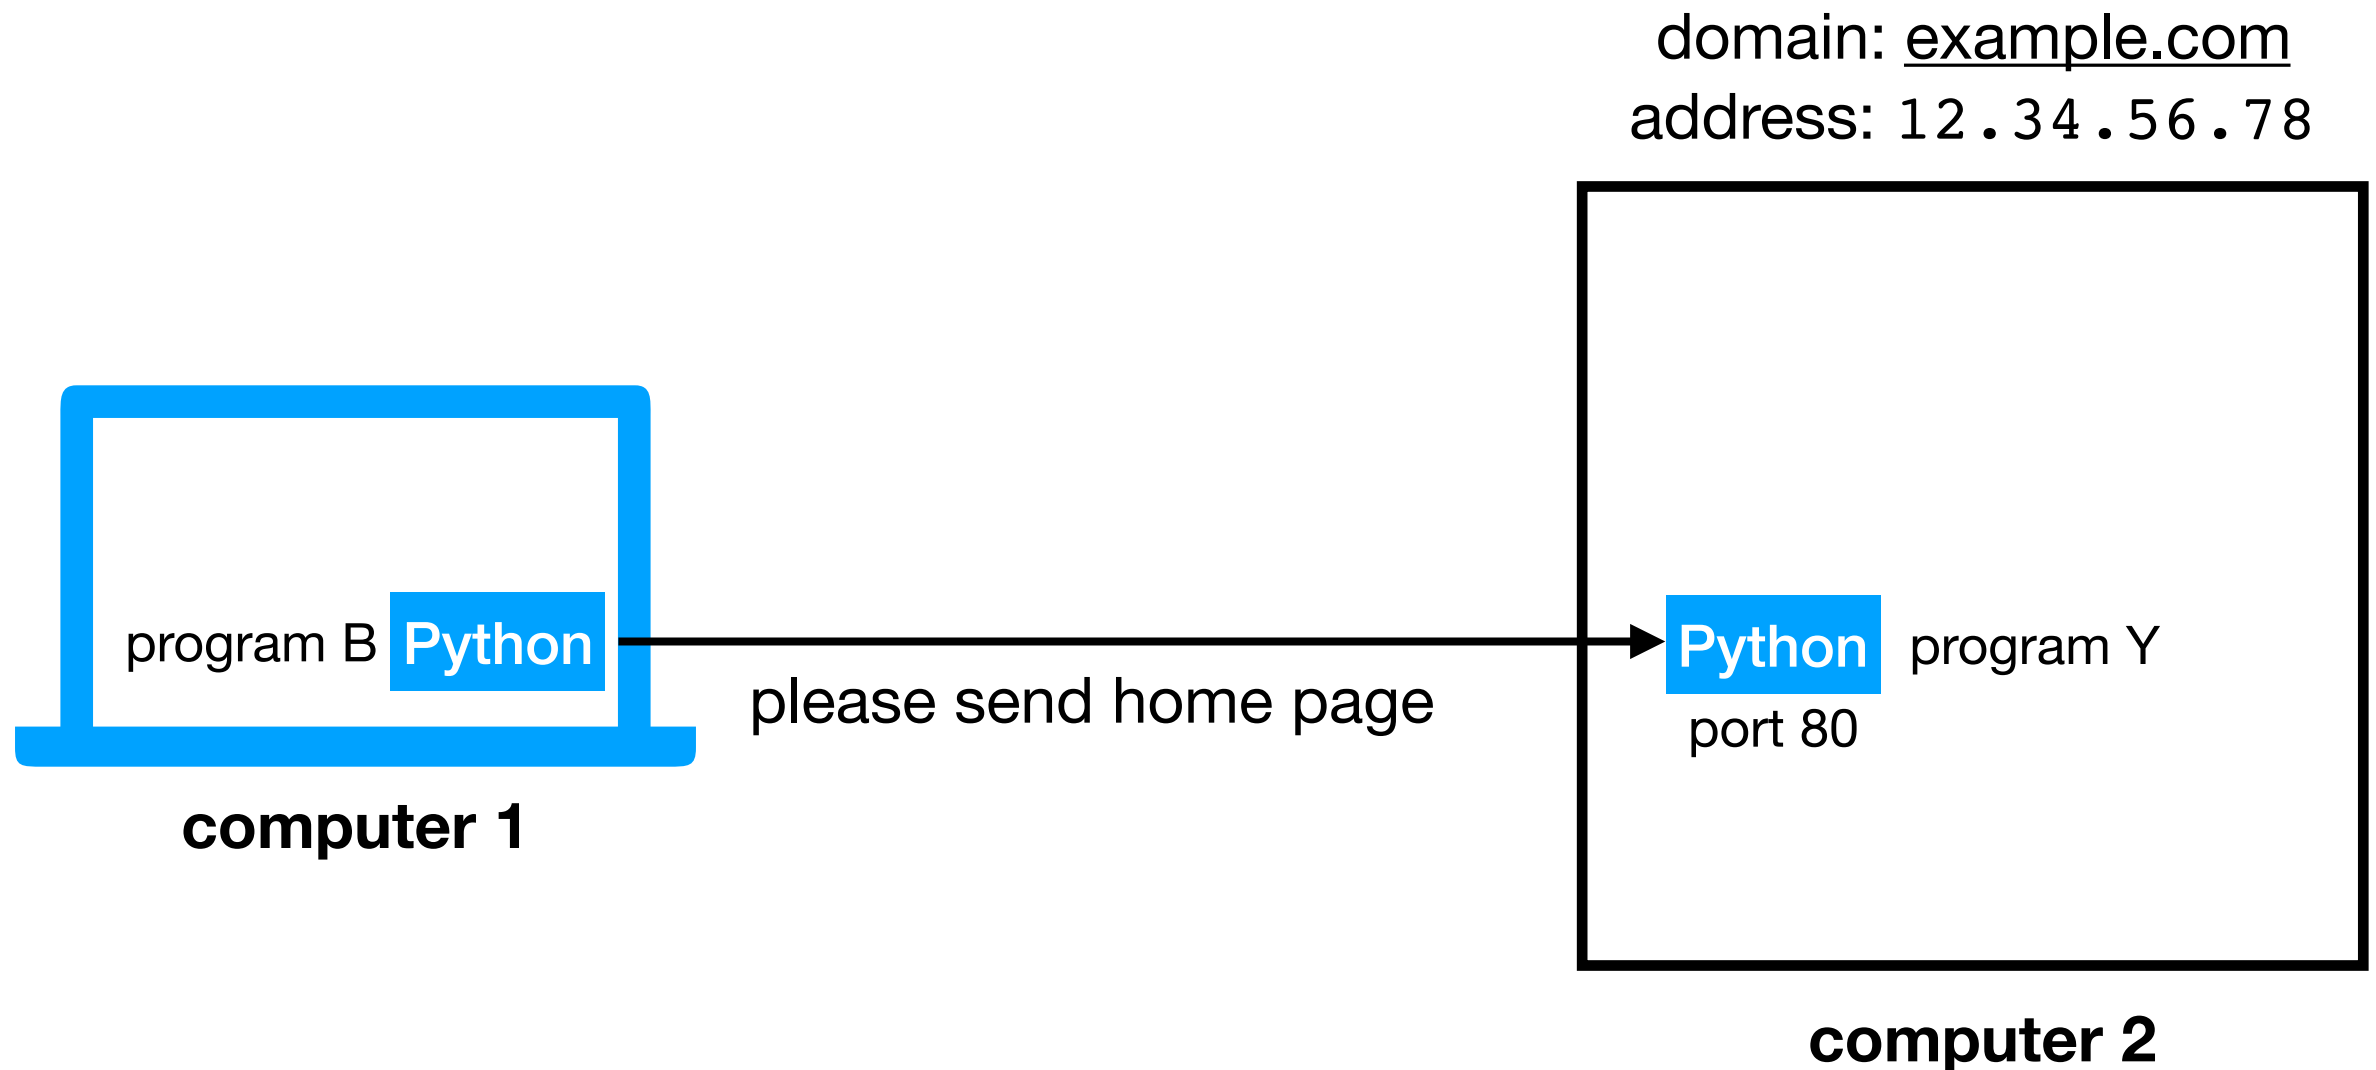 domain: example.com
address: 12.34.56.78
program B Python
Python program Y
please send home page
port 80
computer 1
computer 2